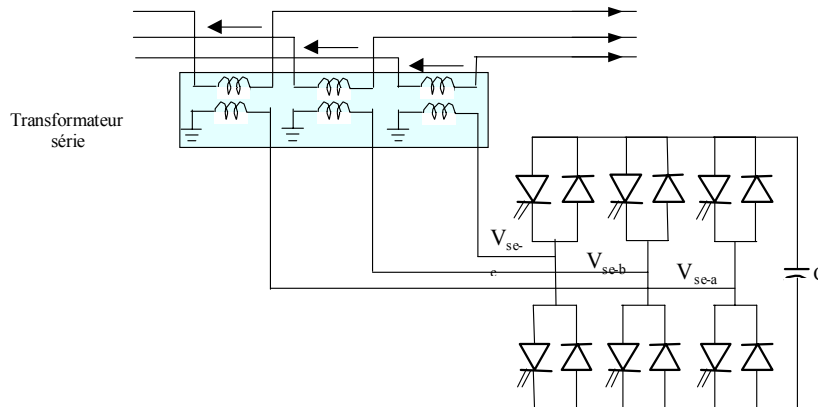 Transformateur
série
V se-
c
V se-b
V se-a
C